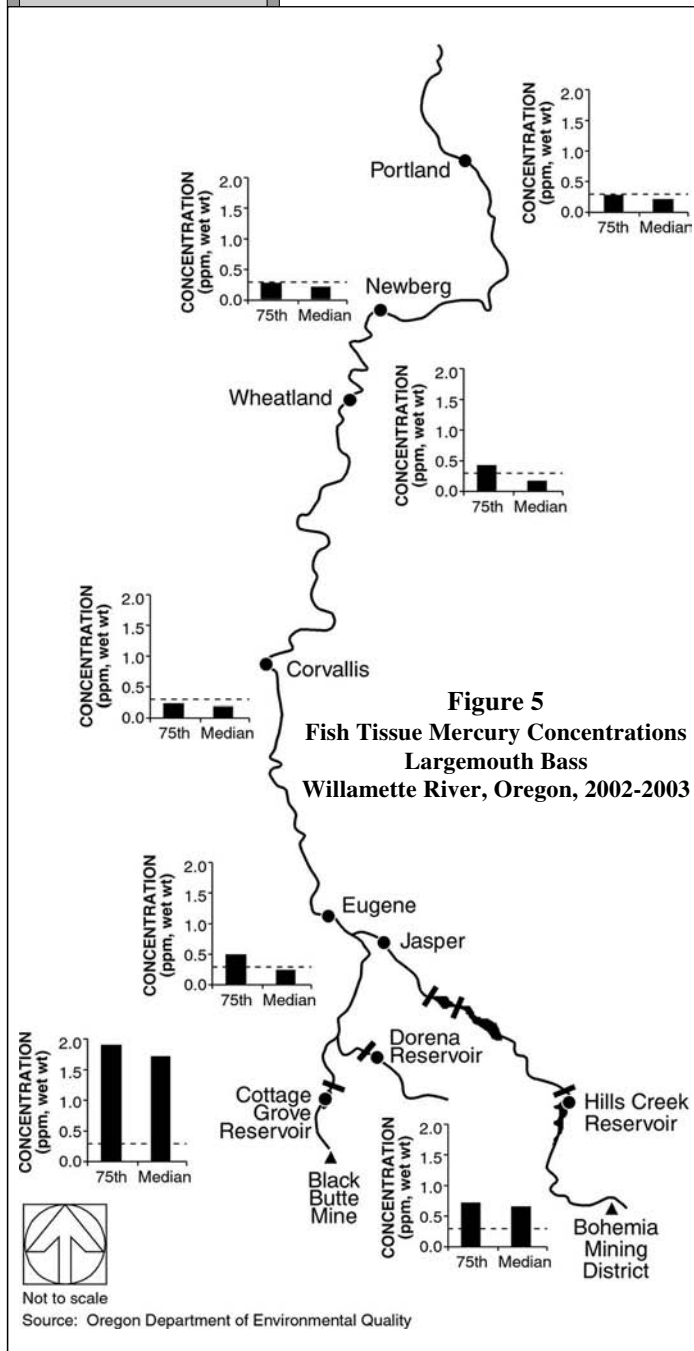 CONCENTRATION
(ppm, wet wt)
2.0
1.5
1.0
0.5
0.0
75th Median
Portland
CONCENTRATION
(ppm, wet wt)
2.0
1.5
1.0
0.5
0.0
75th Median
Newberg
Wheatland
CONCENTRATION
(ppm, wet wt)
2.0
1.5
1.0
0.5
0.0
75th Median
CONCENTRATION
(ppm, wet wt)
2.0
1.5
1.0
0.5
0.0
75th Median
Corvallis
Figure 5
Fish Tissue Mercury Concentrations
Largemouth Bass
Willamette River, Oregon, 2002-2003
CONCENTRATION
(ppm, wet wt)
2.0
1.5
1.0
0.5
0.0
75th Median
Eugene
Jasper
Dorena
Reservoir
CONCENTRATION
(ppm, wet wt)
2.0
1.5
1.0
0.5
0.0
75th Median
Cottage
Grove
Reservoir
Hills Creek
Reservoir
Black
Butte
Mine
CONCENTRATION
(ppm, wet wt)
2.0
1.5
1.0
0.5
0.0
75th Median
Bohemia
Mining
District
Not to scale
Source: Oregon Department of Environmental Quality